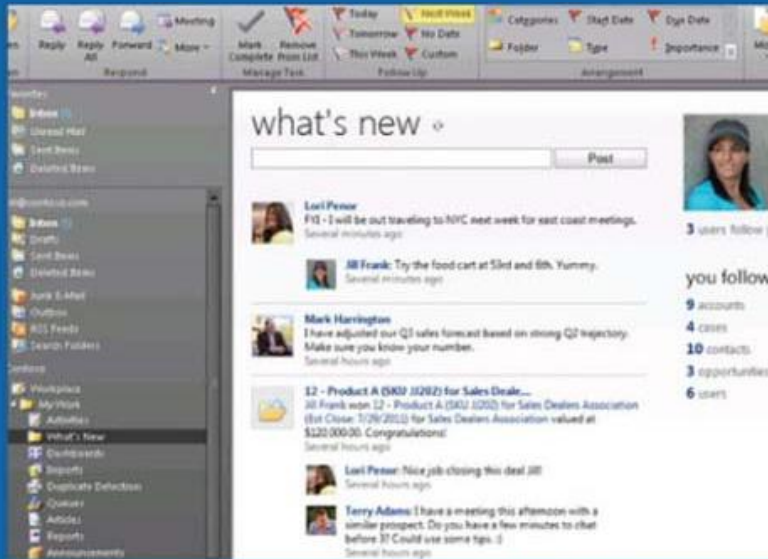 Meeting
Reply
Reply All
Forward
More
Respond
Mark Complete
Remove From List
Manage Task
Today
Next Week
Tomorrow
No Date
This Week
Custom
Follow Up
Categories
Start Date
Due Date
Folder
Type
Importance
Arrangement
Inbox
Unread Mail
Sent Items
Deleted Items
Inbox
Drafts
Sent Items
Deleted Items
Junk E-Mail
Outbox
RSS Feeds
Search Folders
Workplace
My Work
Activities
What's New
Dashboards
Reports
Duplicate Detection
Queues
Articles
Reports
Announcements
what's new
Post
Lori Penor
FYI - I will be out traveling to NYC next week for east coast meetings.
Several minutes ago
Jill Frank: Try the food cart at 53rd and 6th. Yummy.
Several minutes ago
Mark Harrington
I have adjusted our Q3 sales forecast based on strong Q2 trajectory.
Make sure you know your number.
Several hours ago
12 - Product A (SKU JJ202) for Sales Deale...
Jill Frank won 12 - Product A (SKU JJ202) for Sales Dealers Association
(Est Close: 7/29/2011) for Sales Dealers Association valued at
$120,000.00. Congratulations!
Several hours ago
Lori Penor: Nice job closing this deal Jill!
Several hours ago
Terry Adams: I have a meeting this afternoon with a
similar prospect. Do you have a few minutes to chat
before 3? Could use some tips. :)
Several hours ago
3 users follow
you follow
9 accounts
4 cases
10 contacts
3 opportunities
6 users